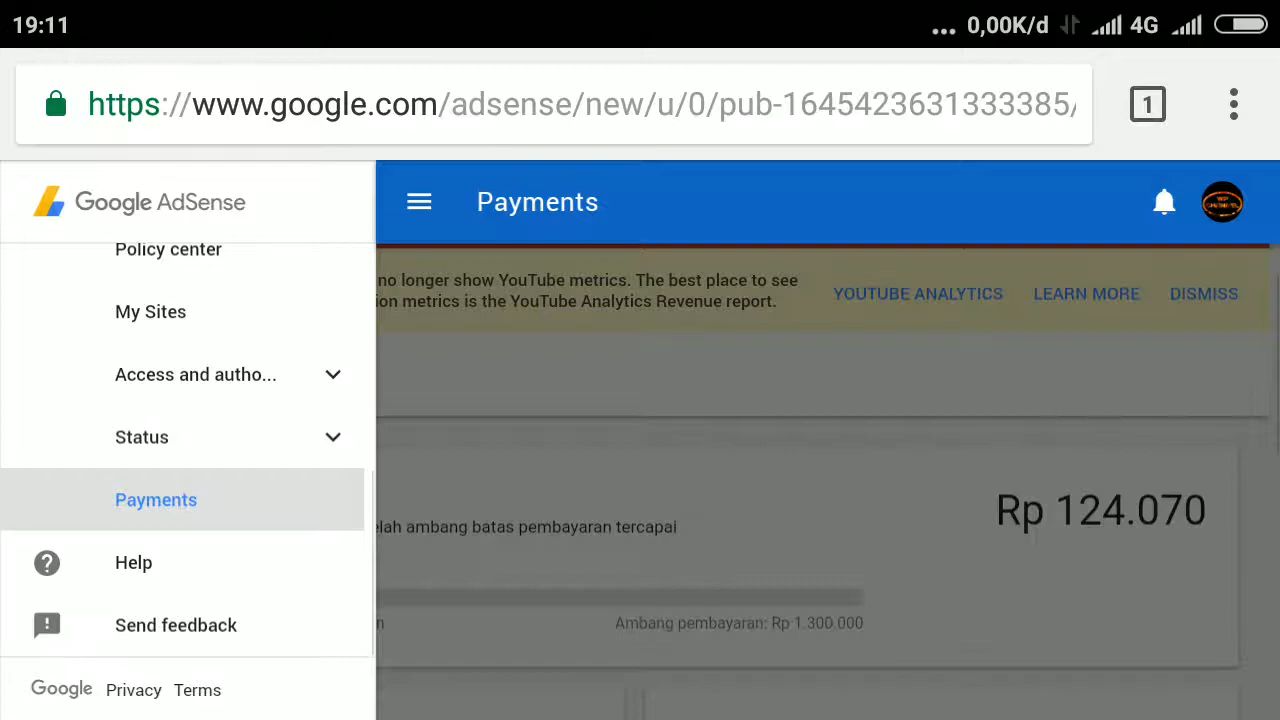 19:11
... 0,00K/d 4G
https://www.google.com/adsense/new/u/0/pub-1645423631333385/
1
Google AdSense
Payments
Policy center
My Sites
Access and autho...
Status
Payments
Help
Send feedback
Google Privacy Terms
no longer show YouTube metrics. The best place to see
ion metrics is the YouTube Analytics Revenue report.
YOUTUBE ANALYTICS LEARN MORE DISMISS
elah ambang batas pembayaran tercapai
Rp 124.070
n
Ambang pembayaran: Rp 1.300.000